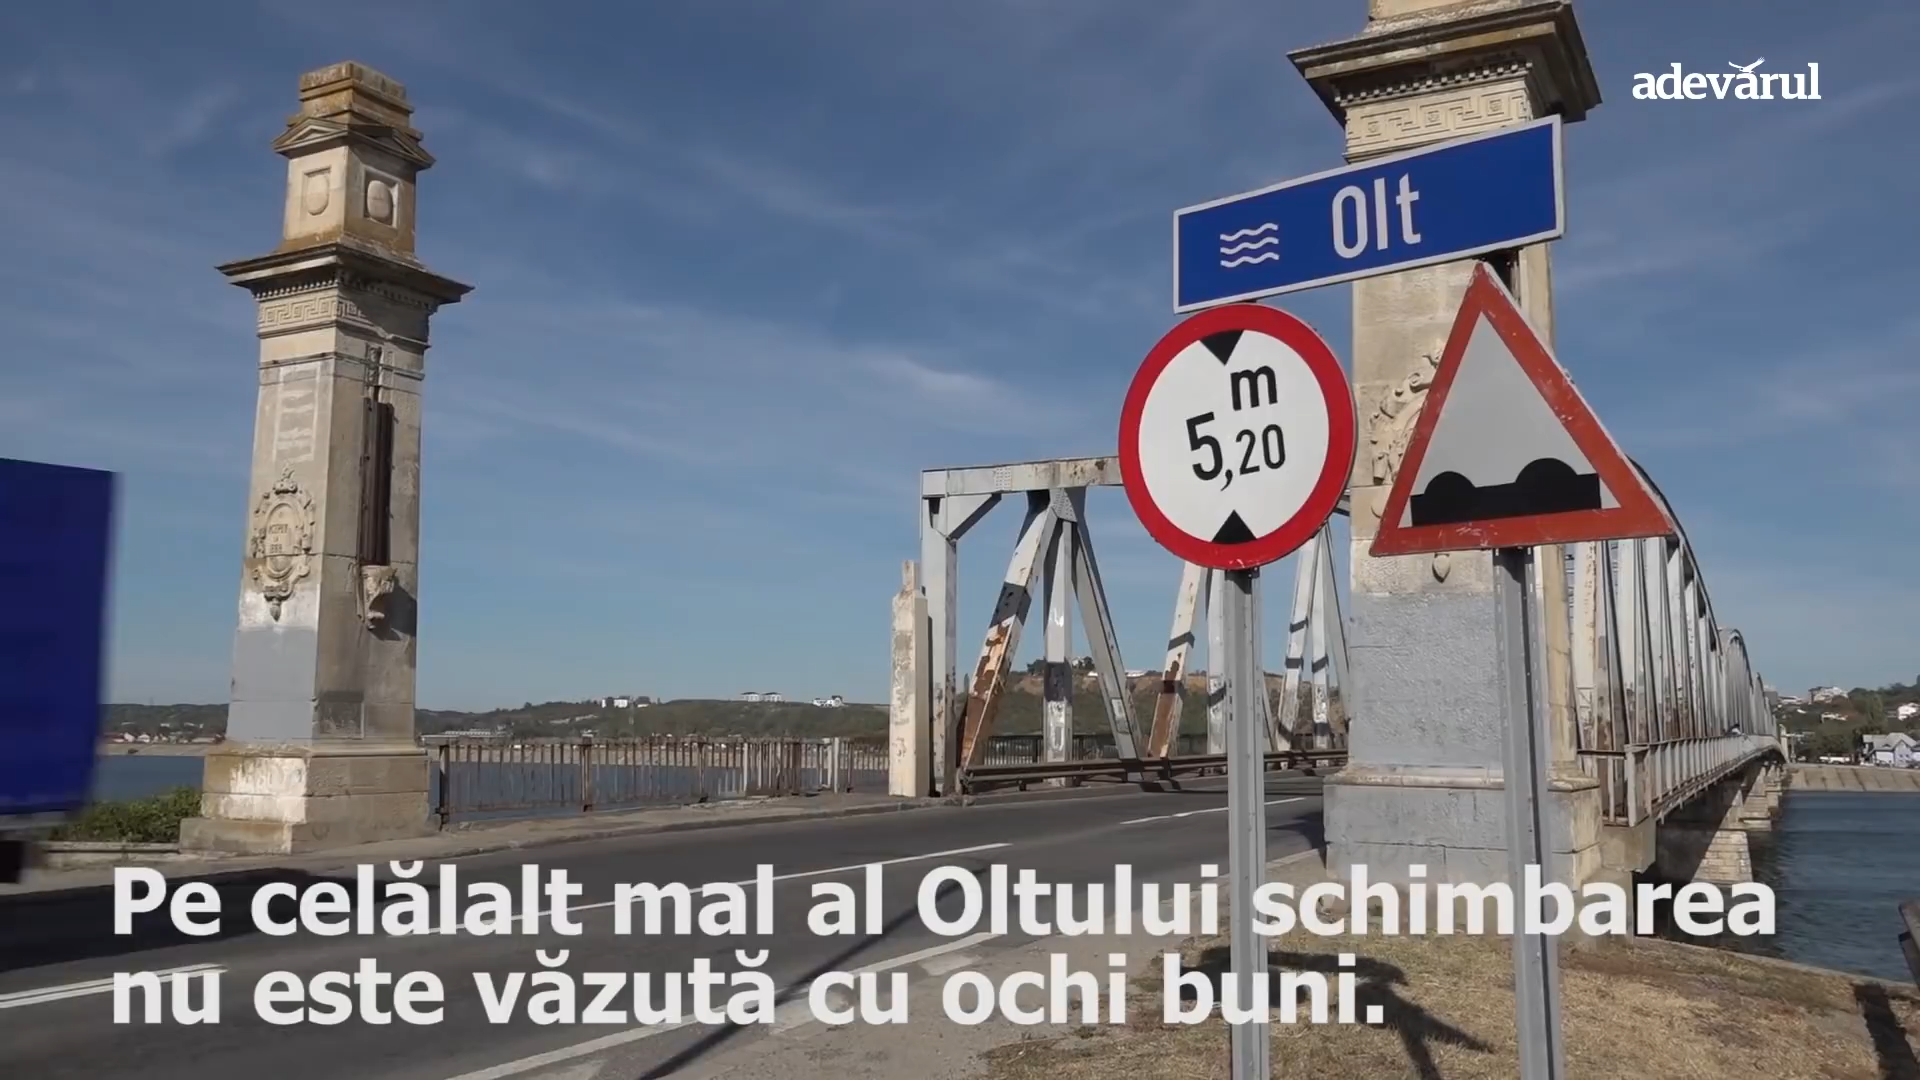 adevărul
Olt
m
5,20
Pe celălalt mal al Oltului schimbarea
nu este văzută cu ochi buni.